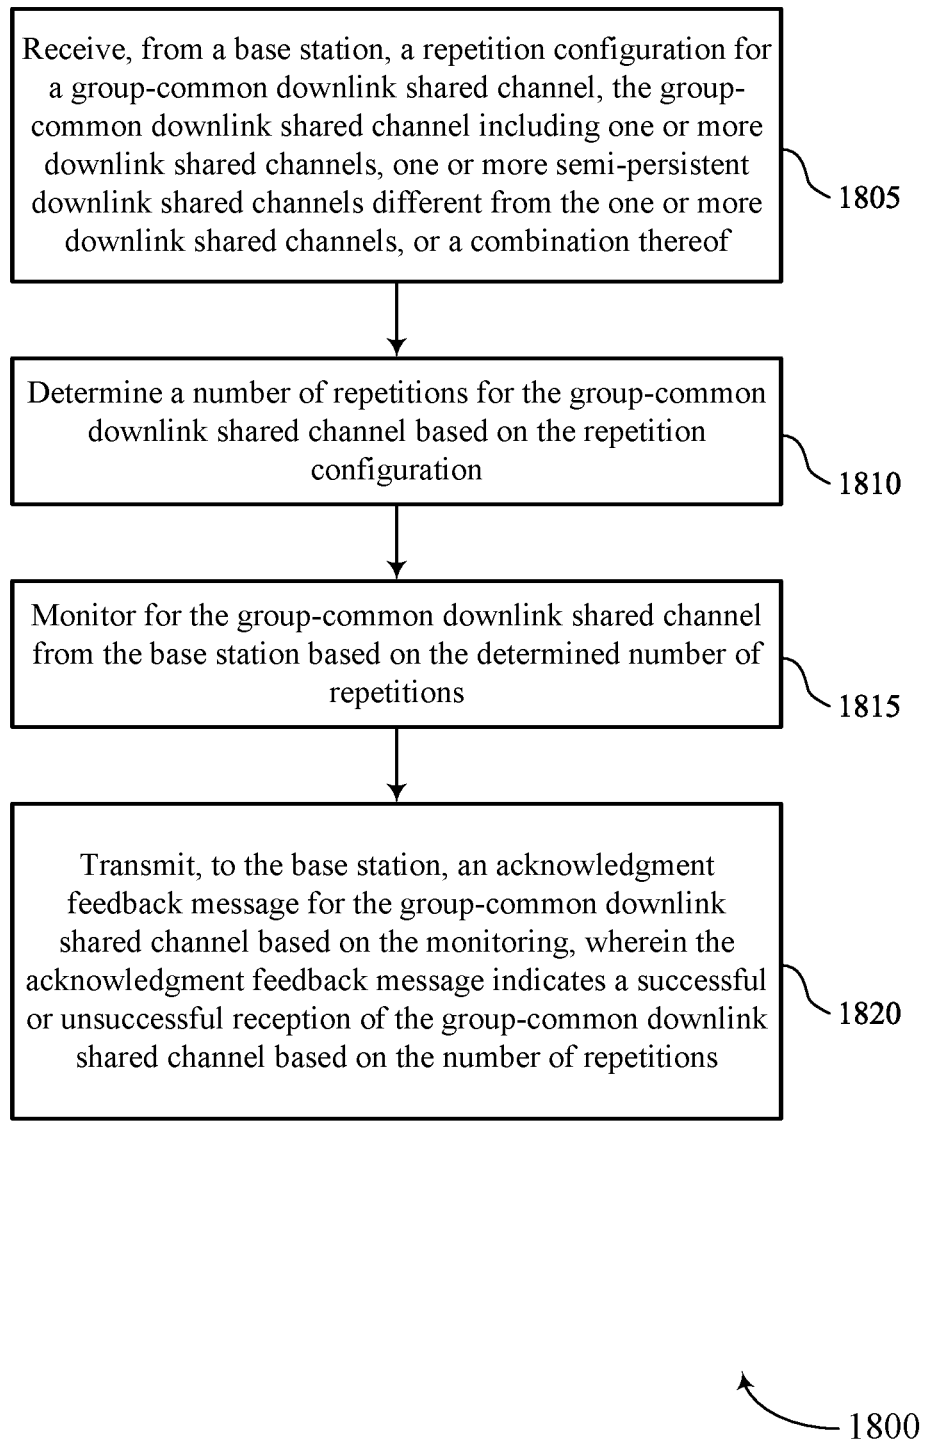 Receive, from a base station, a repetition configuration for
a group-common downlink shared channel, the group-
common downlink shared channel including one or more
downlink shared channels, one or more semi-persistent
downlink shared channels different from the one or more
downlink shared channels, or a combination thereof
1805
Determine a number of repetitions for the group-common
downlink shared channel based on the repetition
configuration
1810
Monitor for the group-common downlink shared channel
from the base station based on the determined number of
repetitions
1815
Transmit, to the base station, an acknowledgment
feedback message for the group-common downlink
shared channel based on the monitoring, wherein the
acknowledgment feedback message indicates a successful
or unsuccessful reception of the group-common downlink
shared channel based on the number of repetitions
1820
1800